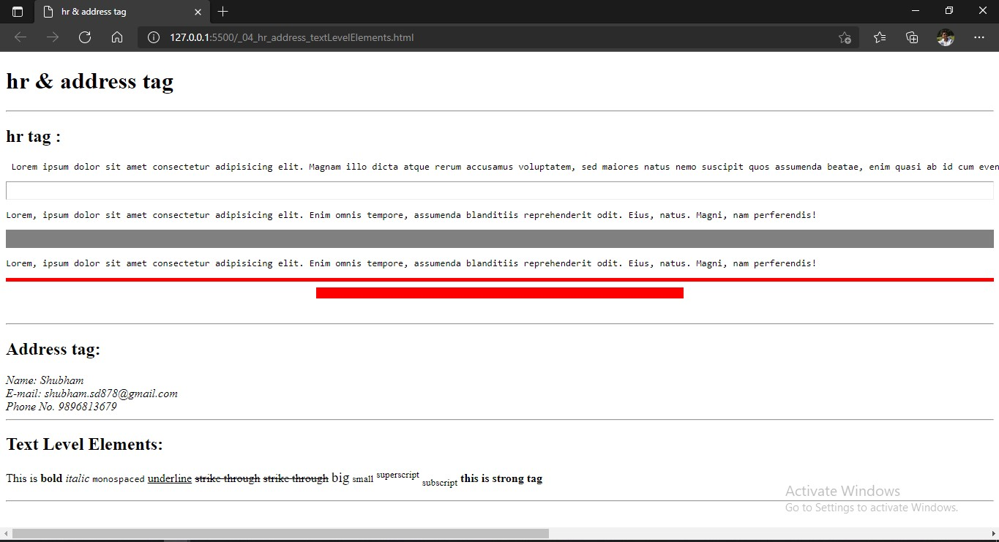 hr & address tag
127.0.0.1:5500/_04_hr_address_textLevelElements.html
hr & address tag
hr tag :
Lorem ipsum dolor sit amet consectetur adipisicing elit. Magnam illo dicta atque rerum accusamus voluptatem, sed maiores natus nemo suscipit quos assumenda beatae, enim quasi ab id cum even
Lorem, ipsum dolor sit amet consectetur adipisicing elit. Enim omnis tempore, assumenda blanditiis reprehenderit odit. Eius, natus. Magni, nam perferendis!
Lorem, ipsum dolor sit amet consectetur adipisicing elit. Enim omnis tempore, assumenda blanditiis reprehenderit odit. Eius, natus. Magni, nam perferendis!
Address tag:
Name: Shubham
E-mail: shubham.sd878@gmail.com
Phone No. 9896813679
Text Level Elements:
This is bold italic monospaced underline strike through strike through big small superscript subscript this is strong tag
Activate Windows
Go to Settings to activate Windows.